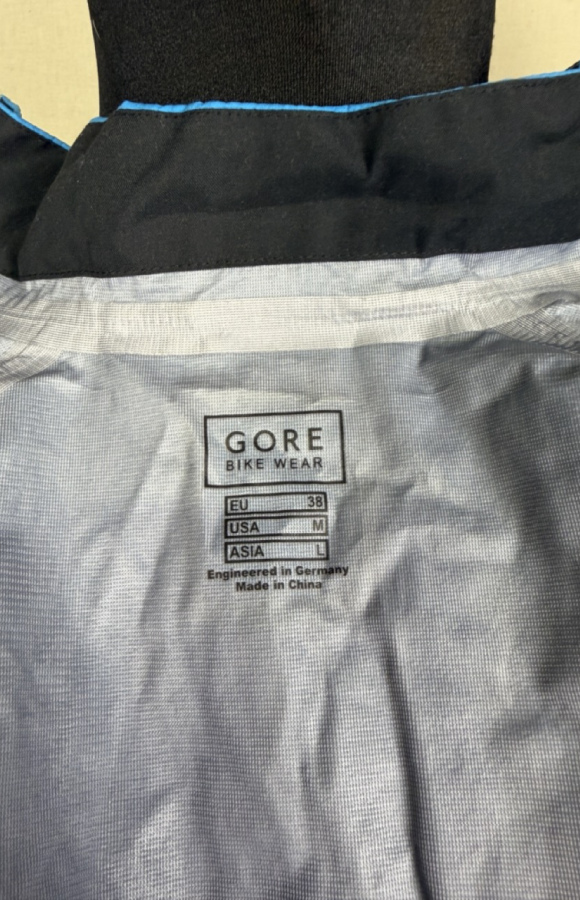 GORE
BIKE WEAR
EU 38
USA M
ASIA L
Engineered in Germany
Made in China